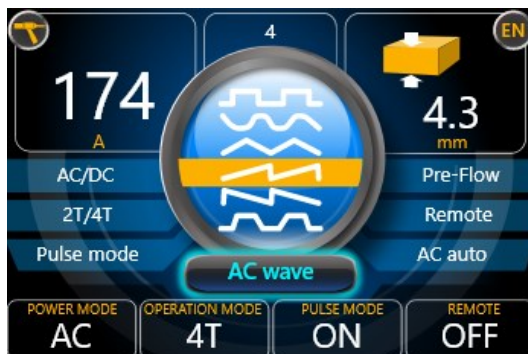 4
EN
174
A
4.3
mm
AC/DC
Pre-Flow
2T/4T
Remote
Pulse mode
AC auto
AC wave
POWER MODE
OPERATION MODE
PULSE MODE
REMOTE
AC
4T
ON
OFF